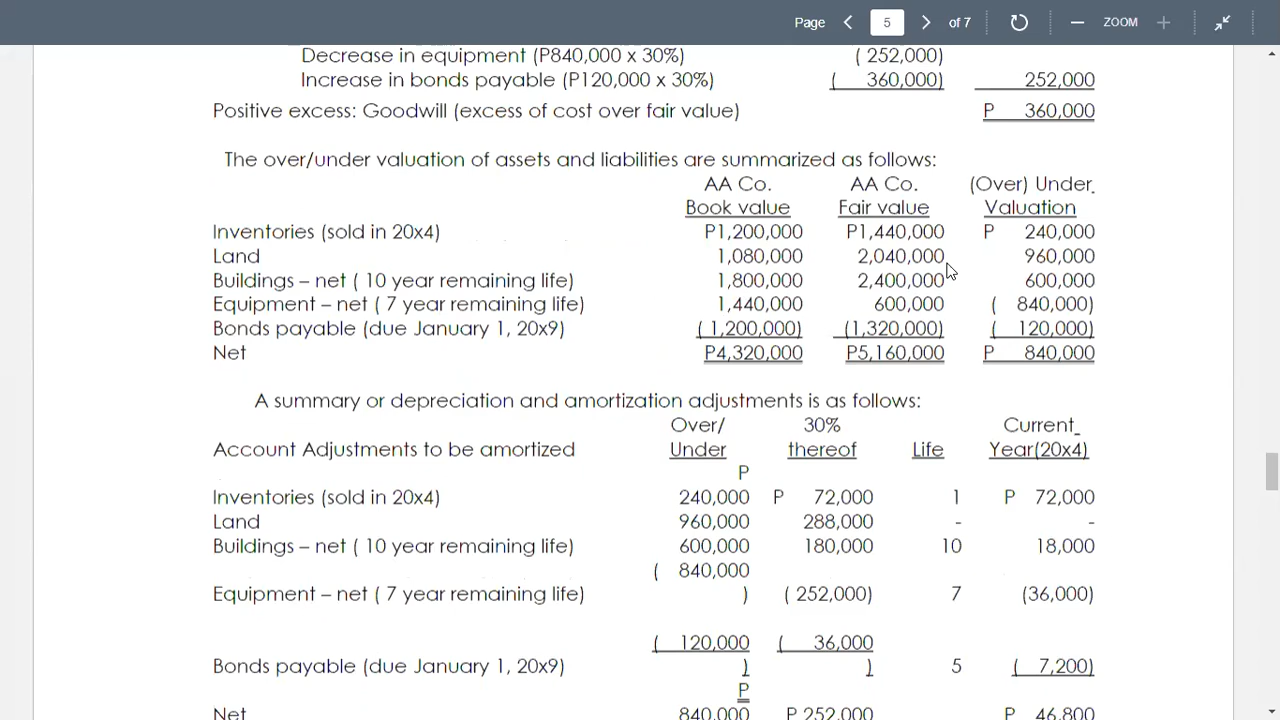 Page 5 of 7 ZOOM
Decrease in equipment (P840,000 x 30%) ( 252,000)
Increase in bonds payable (P120,000 x 30%) ( 360,000) 252,000
Positive excess: Goodwill (excess of cost over fair value) P 360,000
The over/under valuation of assets and liabilities are summarized as follows:
AA Co. AA Co. (Over) Under
Book value Fair value Valuation
Inventories (sold in 20x4) P1,200,000 P1,440,000 P 240,000
Land 1,080,000 2,040,000 960,000
Buildings – net ( 10 year remaining life) 1,800,000 2,400,000 600,000
Equipment – net ( 7 year remaining life) 1,440,000 600,000 ( 840,000)
Bonds payable (due January 1, 20x9) ( 1,200,000) (1,320,000) ( 120,000)
Net P4,320,000 P5,160,000 P 840,000
A summary or depreciation and amortization adjustments is as follows:
Over/ 30% Current
Account Adjustments to be amortized Under thereof Life Year(20x4)
P
Inventories (sold in 20x4) 240,000 P 72,000 1 P 72,000
Land 960,000 288,000 - -
Buildings – net ( 10 year remaining life) 600,000 180,000 10 18,000
( 840,000
Equipment – net ( 7 year remaining life) ) ( 252,000) 7 (36,000)
( 120,000 ( 36,000
Bonds payable (due January 1, 20x9) ) ) 5 ( 7,200)
P
Net 840,000 P 252,000 P 46,800